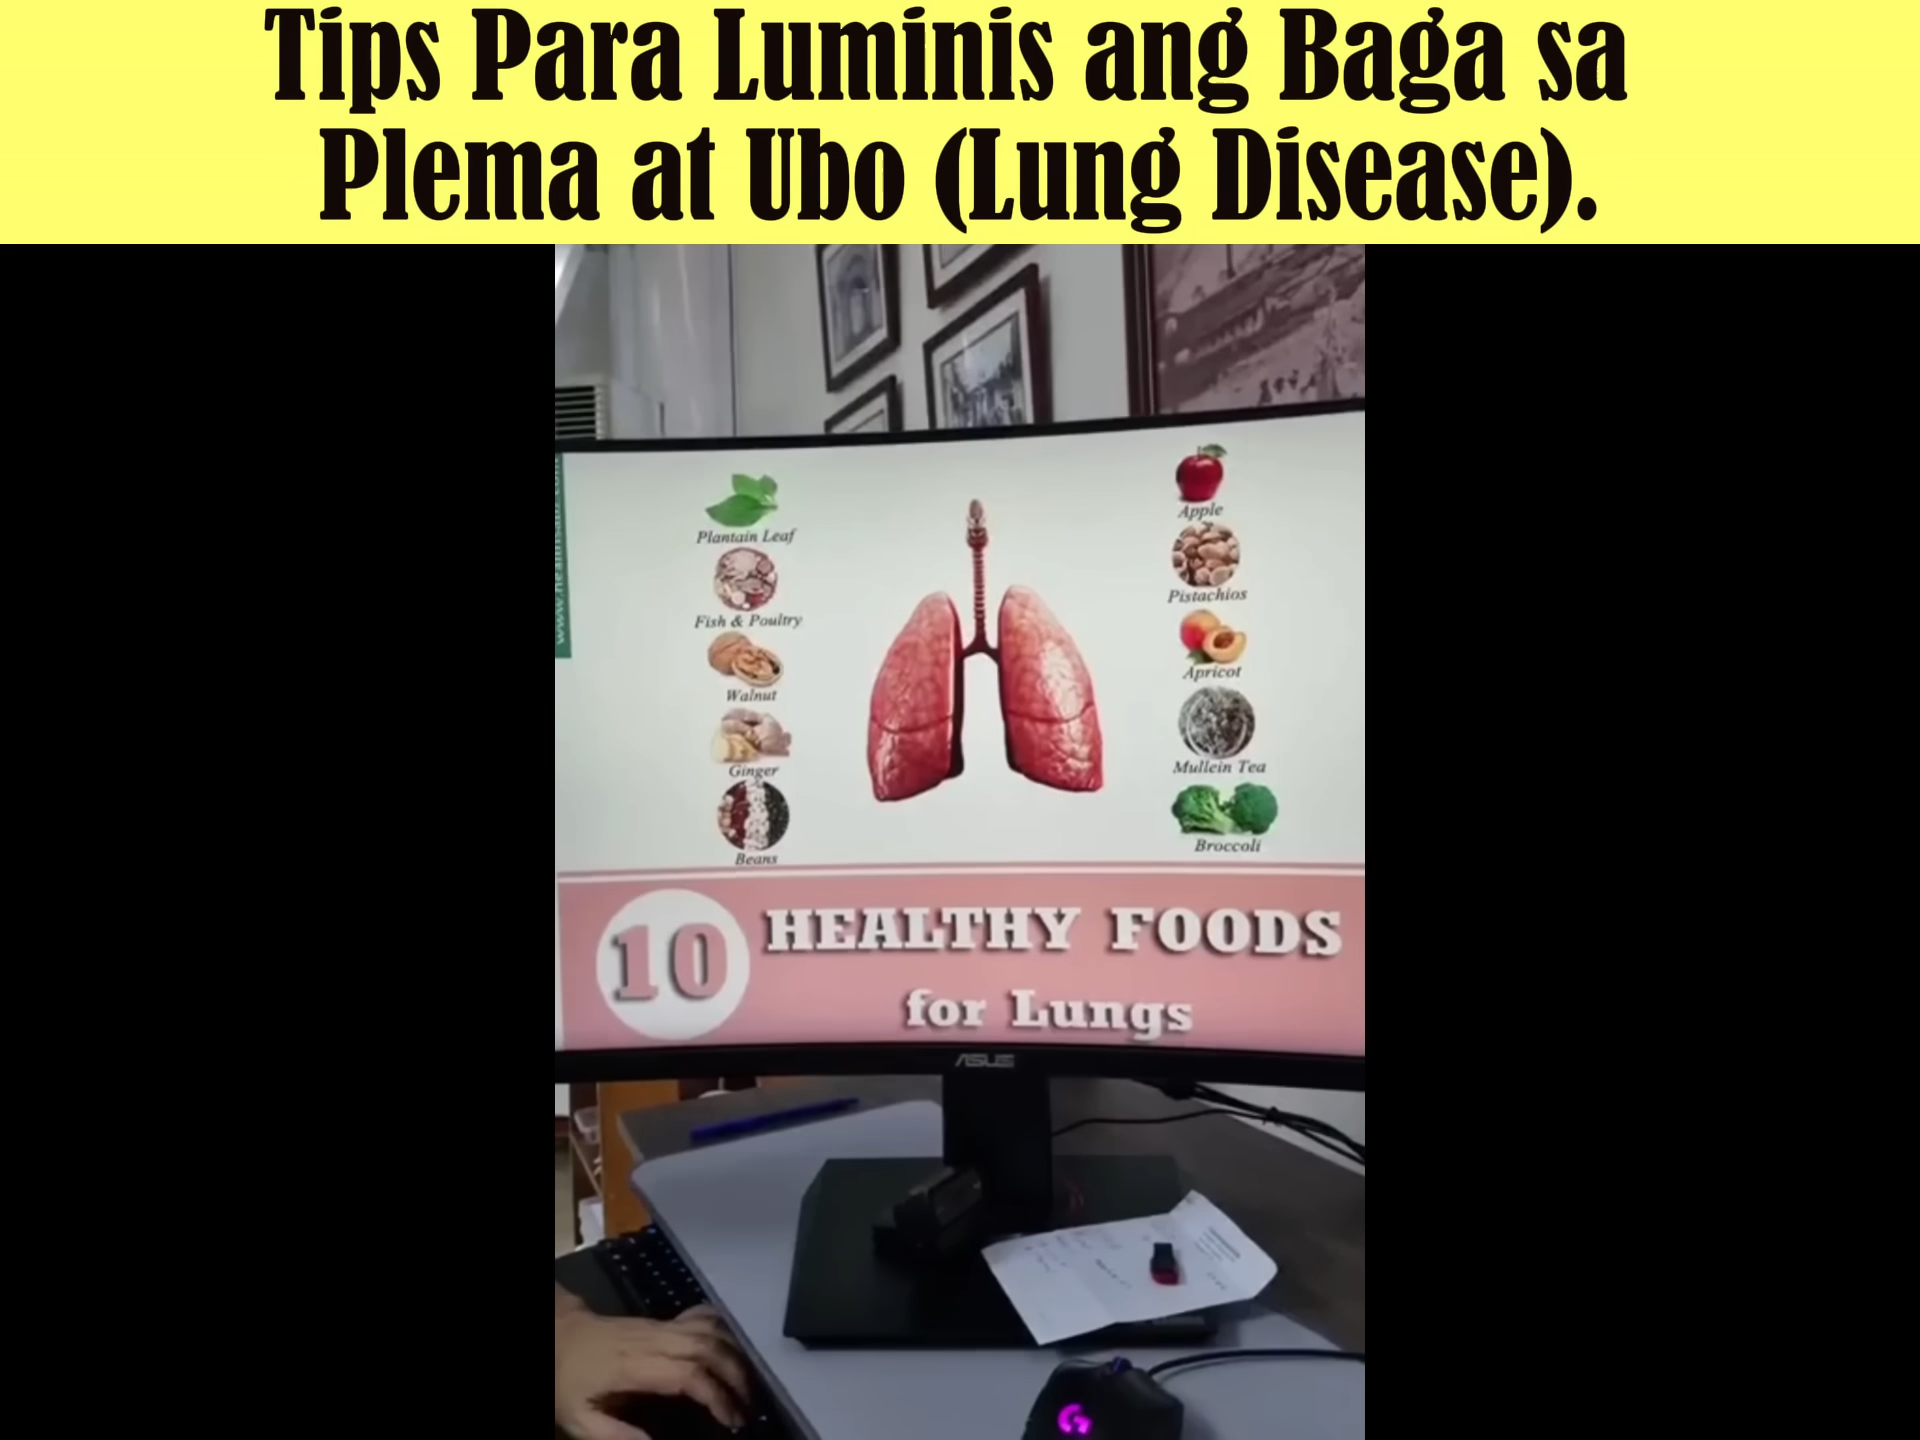 Tips Para Luminis ang Baga sa
Plema at Ubo (Lung Disease).
Plantain Leaf
Fish & Poultry
Walnut
Ginger
Beans
Apple
Pistachios
Apricot
Mullein Tea
Broccoli
10
HEALTHY FOODS
for Lungs
ASUS